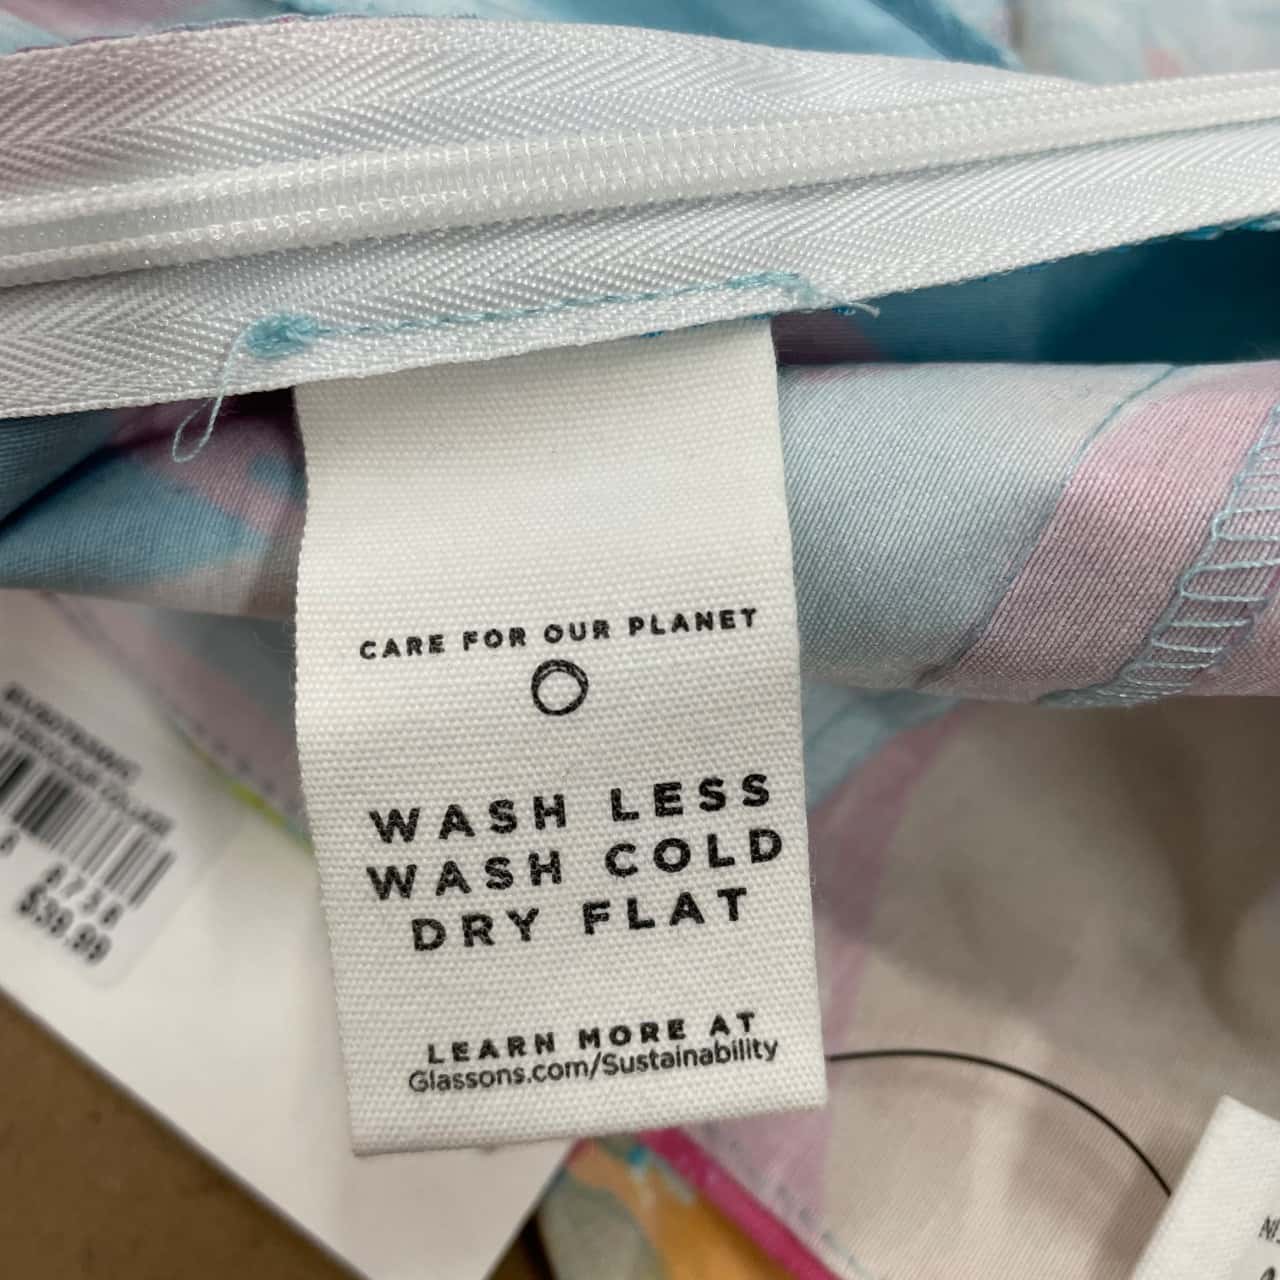 CARE FOR OUR PLANET
WASH LESS
WASH COLD
DRY FLAT
LEARN MORE AT
Glassons.com/Sustainability
$39.99